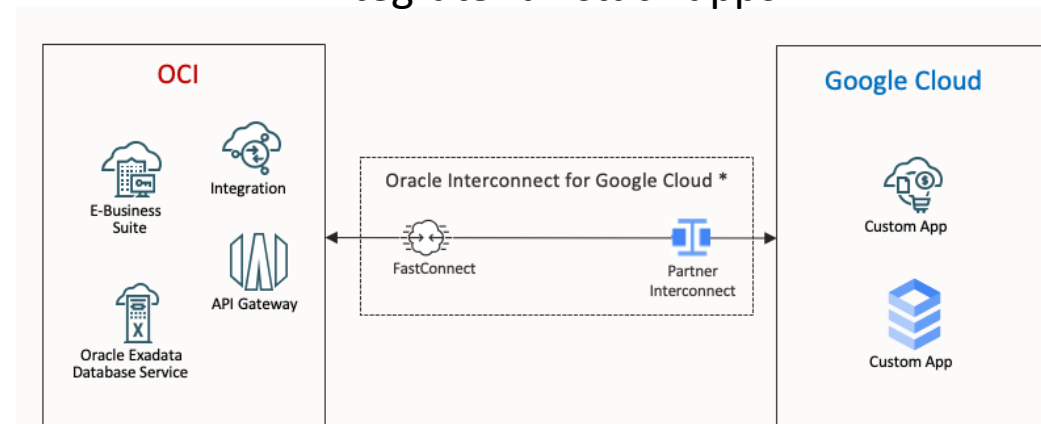 OCI
Google Cloud
Integration
E-Business
Suite
API Gateway
Oracle Exadata
Database Service
X
Oracle Interconnect for Google Cloud *
FastConnect
Partner
Interconnect
Custom App
Custom App